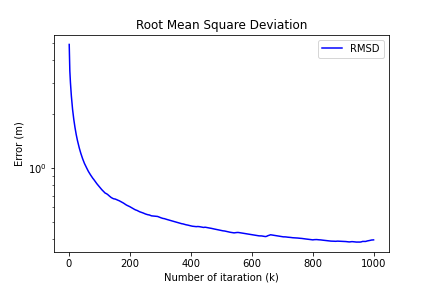 Root Mean Square Deviation
RMSD
Error (m)
10⁰
0 200 400 600 800 1000
Number of itaration (k)